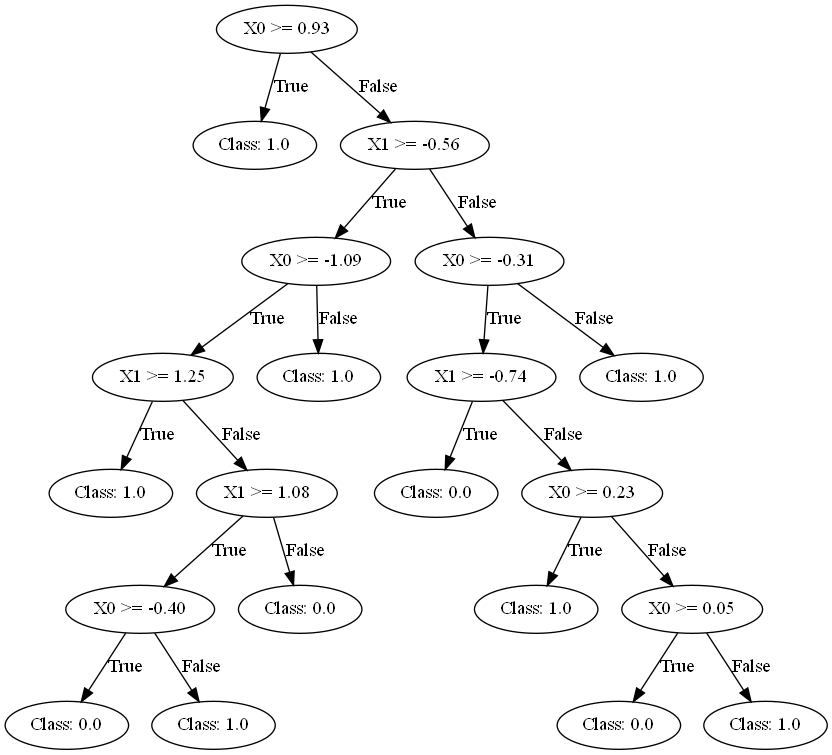 X0 >= 0.93
True
False
Class: 1.0
X1 >= -0.56
True
False
X0 >= -1.09
X0 >= -0.31
True
False
True
False
X1 >= 1.25
Class: 1.0
X1 >= -0.74
Class: 1.0
True
False
True
False
Class: 1.0
X1 >= 1.08
Class: 0.0
X0 >= 0.23
True
False
True
False
X0 >= -0.40
Class: 0.0
Class: 1.0
X0 >= 0.05
True
False
True
False
Class: 0.0
Class: 1.0
Class: 0.0
Class: 1.0